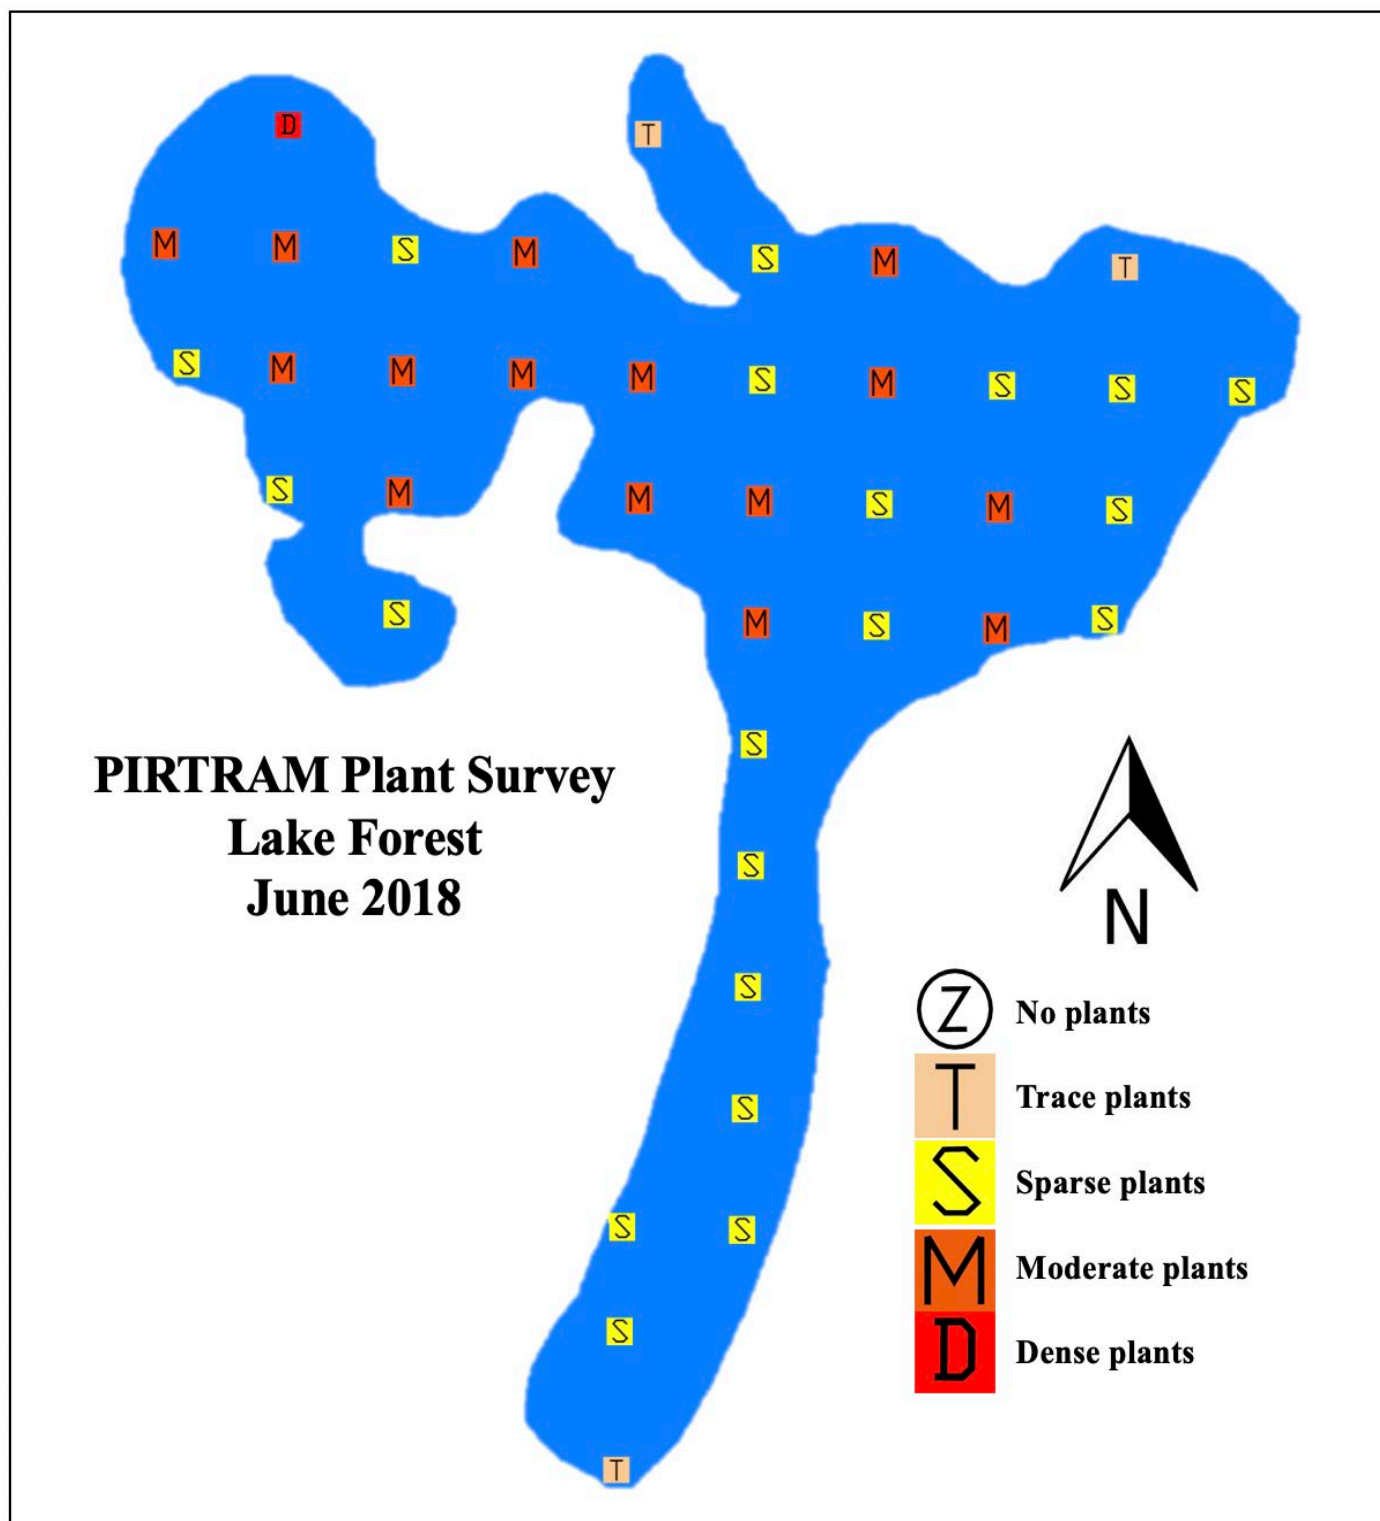 D
T
M M S M S M T
S M M M M S M S S S
S M M M S M S
S M S M S
S
S
S
S
S S
S
T
PIRTRAM Plant Survey
Lake Forest
June 2018
N
Z No plants
T Trace plants
S Sparse plants
M Moderate plants
D Dense plants